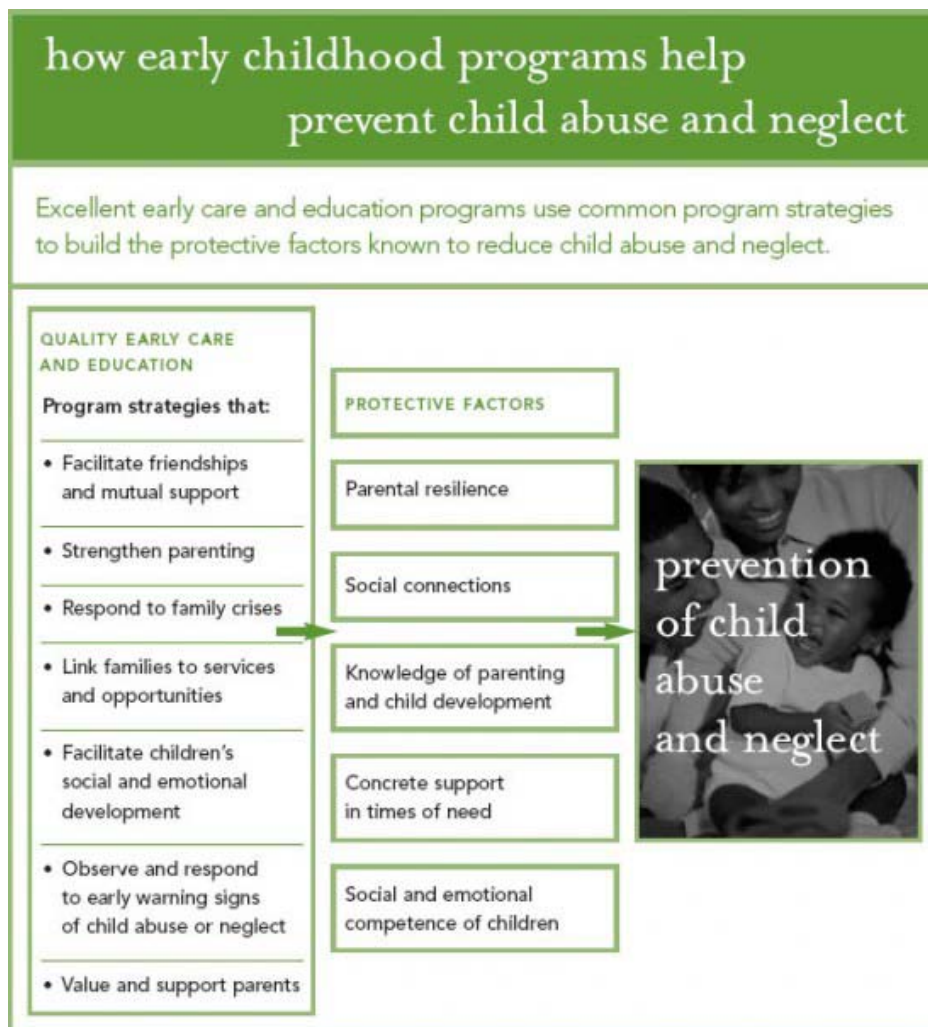 how early childhood programs help
prevent child abuse and neglect
Excellent early care and education programs use common program strategies
to build the protective factors known to reduce child abuse and neglect.
QUALITY EARLY CARE
AND EDUCATION
Program strategies that:
• Facilitate friendships
and mutual support
• Strengthen parenting
• Respond to family crises
• Link families to services
and opportunities
• Facilitate children's
social and emotional
development
• Observe and respond
to early warning signs
of child abuse or neglect
• Value and support parents
PROTECTIVE FACTORS
Parental resilience
Social connections
Knowledge of parenting
and child development
Concrete support
in times of need
Social and emotional
competence of children
prevention
of child
abuse
and neglect